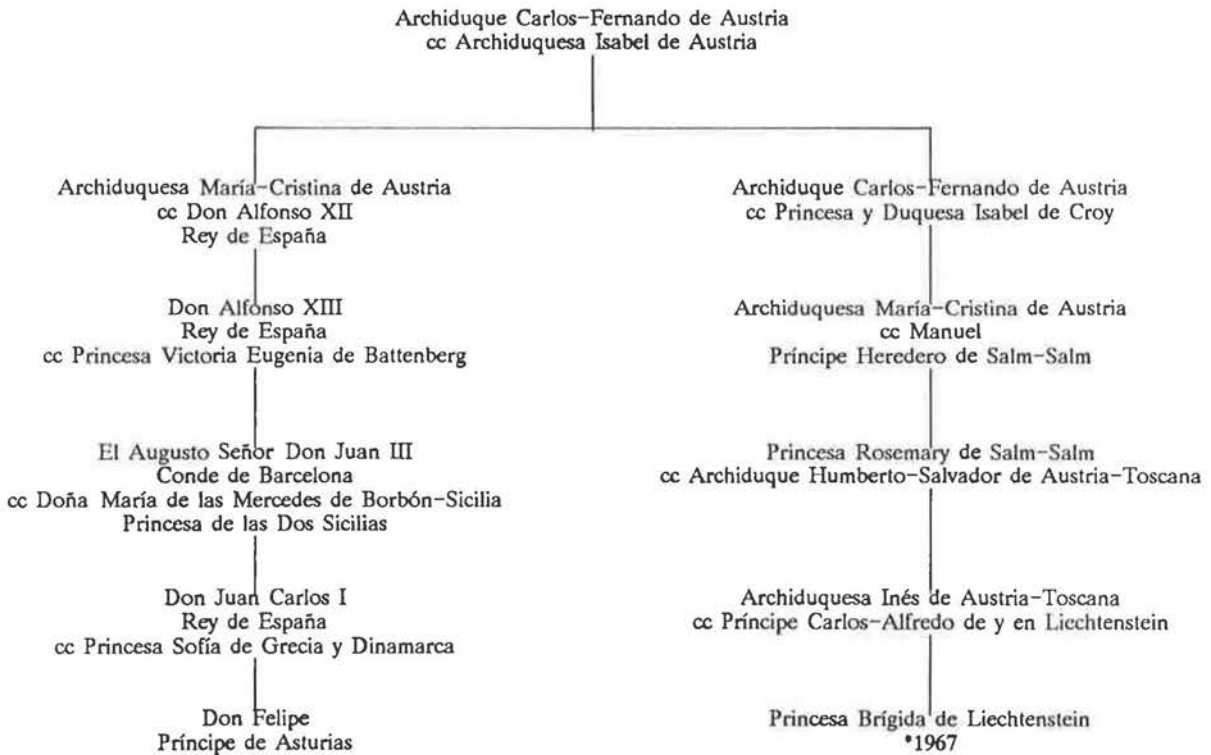 Archiduque Carlos-Fernando de Austria
cc Archiduquesa Isabel de Austria
Archiduquesa María-Cristina de Austria
cc Don Alfonso XII
Rey de España
Don Alfonso XIII
Rey de España
cc Princesa Victoria Eugenia de Battenberg
El Augusto Señor Don Juan III
Conde de Barcelona
cc Doña María de las Mercedes de Borbón-Sicilia
Princesa de las Dos Sicilias
Don Juan Carlos I
Rey de España
cc Princesa Sofía de Grecia y Dinamarca
Don Felipe
Príncipe de Asturias
Archiduque Carlos-Fernando de Austria
cc Princesa y Duquesa Isabel de Croy
Archiduquesa María-Cristina de Austria
cc Manuel
Príncipe Heredero de Salm-Salm
Princesa Rosemary de Salm-Salm
cc Archiduque Humberto-Salvador de Austria-Toscana
Archiduquesa Inés de Austria-Toscana
cc Príncipe Carlos-Alfredo de y en Liechtenstein
Princesa Brígida de Liechtenstein
*1967